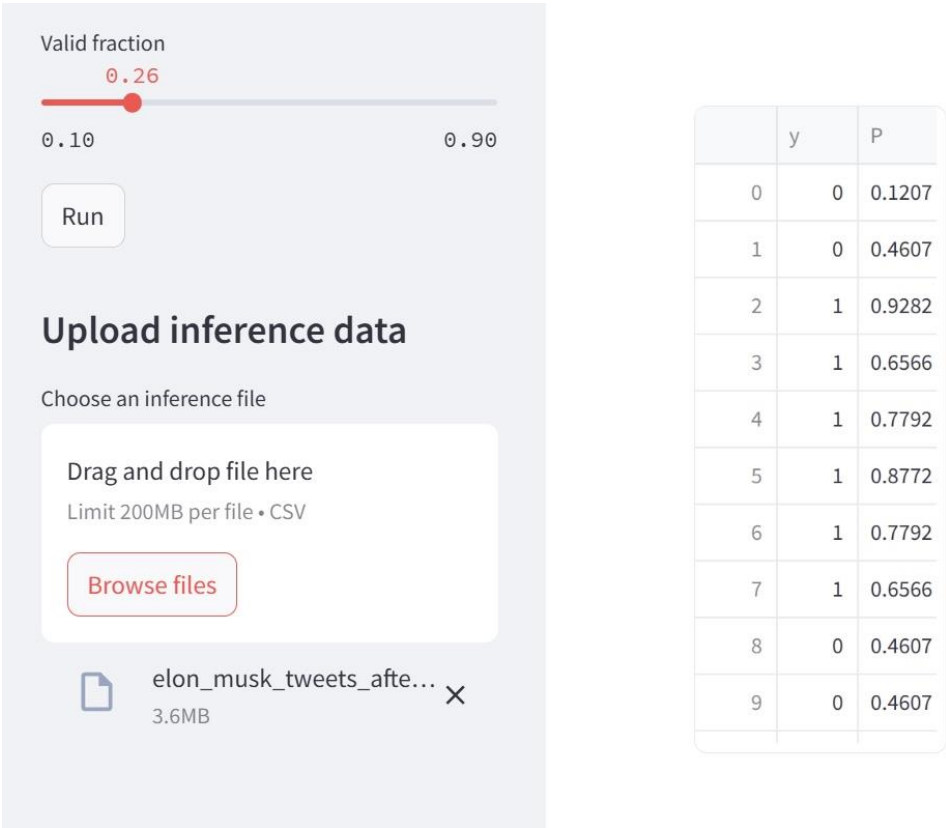 Valid fraction
0.26
0.10 0.90
Run
Upload inference data
Choose an inference file
Drag and drop file here
Limit 200MB per file • CSV
Browse files
elon_musk_tweets_afte...
3.6MB
y P
0 0 0.1207
1 0 0.4607
2 1 0.9282
3 1 0.6566
4 1 0.7792
5 1 0.8772
6 1 0.7792
7 1 0.6566
8 0 0.4607
9 0 0.4607